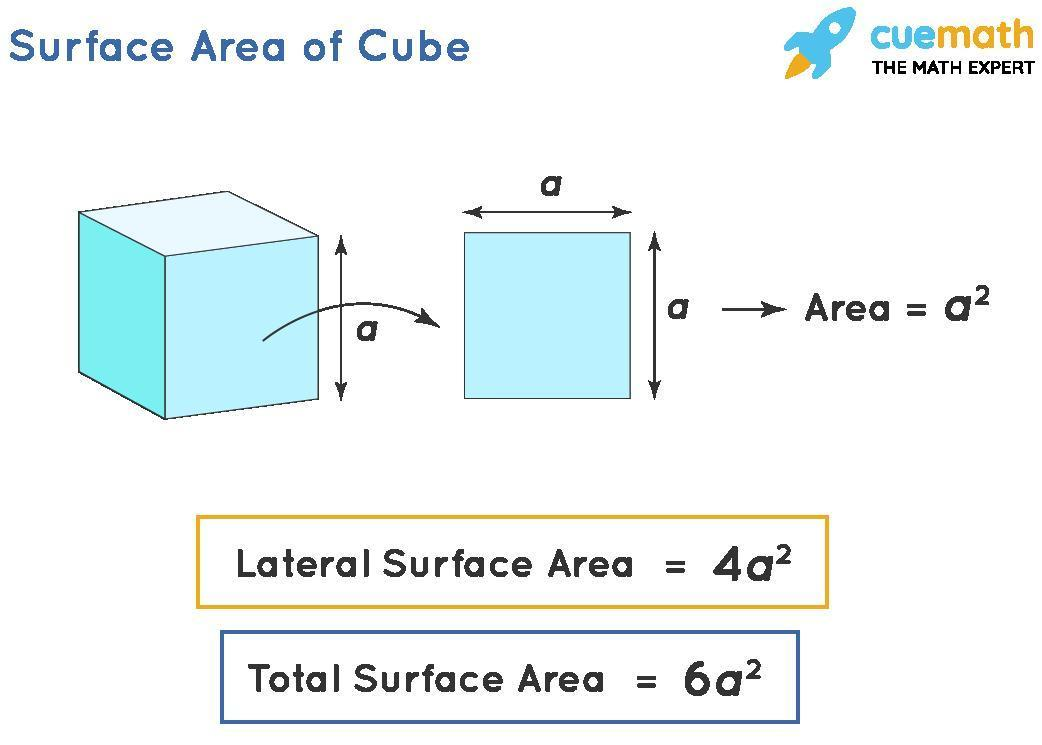 Surface Area of Cube
cuemath
THE MATH EXPERT
a
a
a
Area = a²
Lateral Surface Area = 4a²
Total Surface Area = 6a²